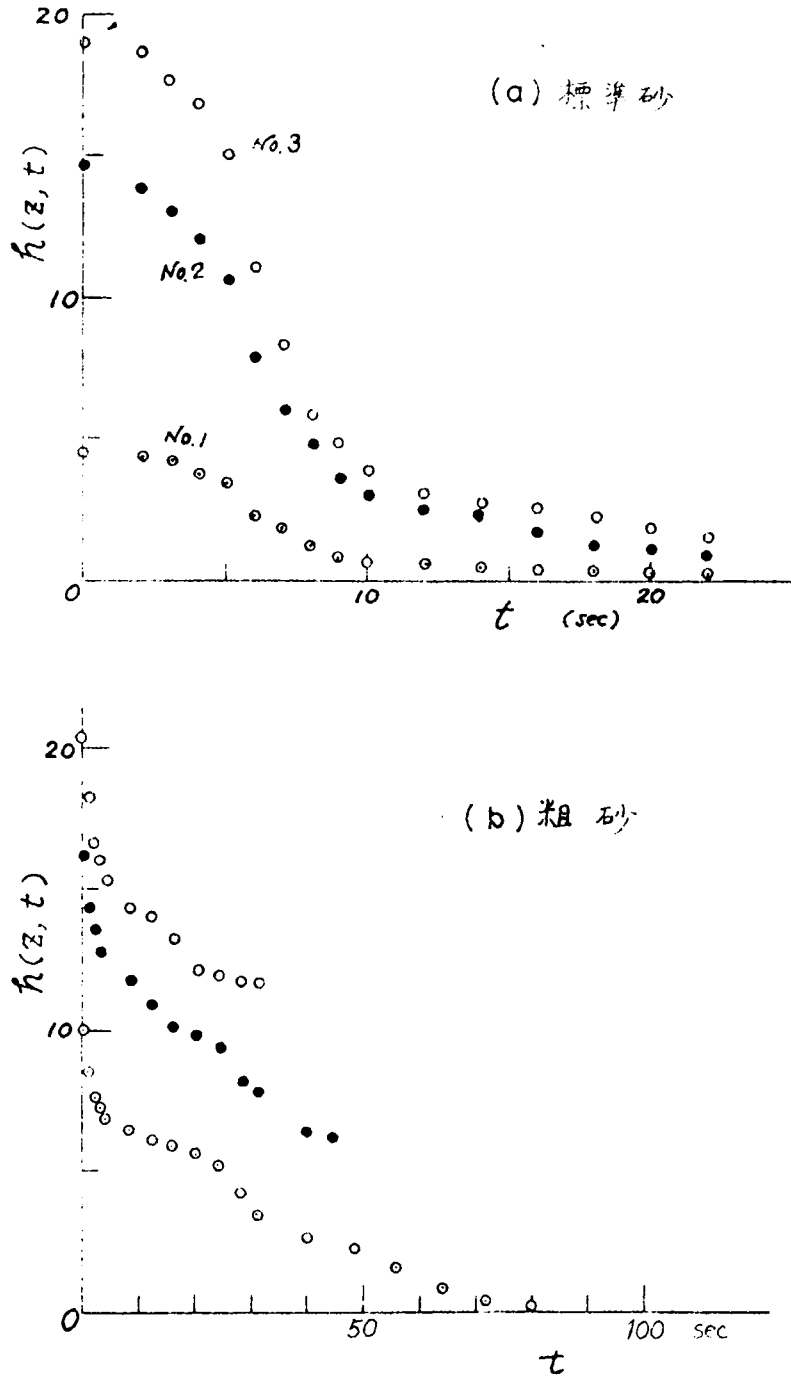 20
(a) 標準砂
No.3
h(z, t)
No.2
10
No.1
0 10 20
t (sec)
20
(b) 粗砂
h(z, t)
10
0 50 100 sec
t